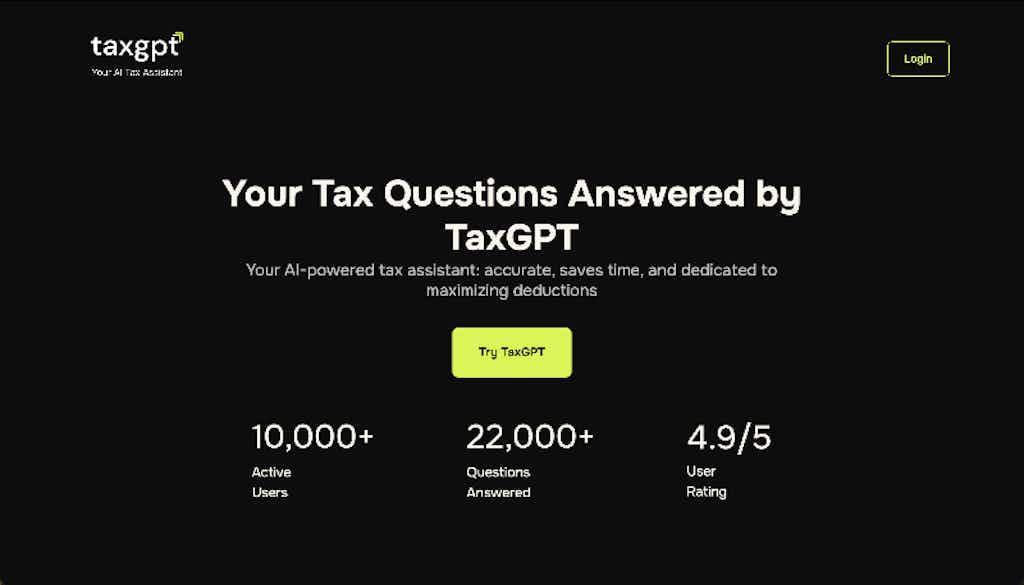 taxgpt
Your AI Tax Assistant
Login
Your Tax Questions Answered by
TaxGPT
Your AI-powered tax assistant: accurate, saves time, and dedicated to
maximizing deductions
Try TaxGPT
10,000+
Active
Users
22,000+
Questions
Answered
4.9/5
User
Rating